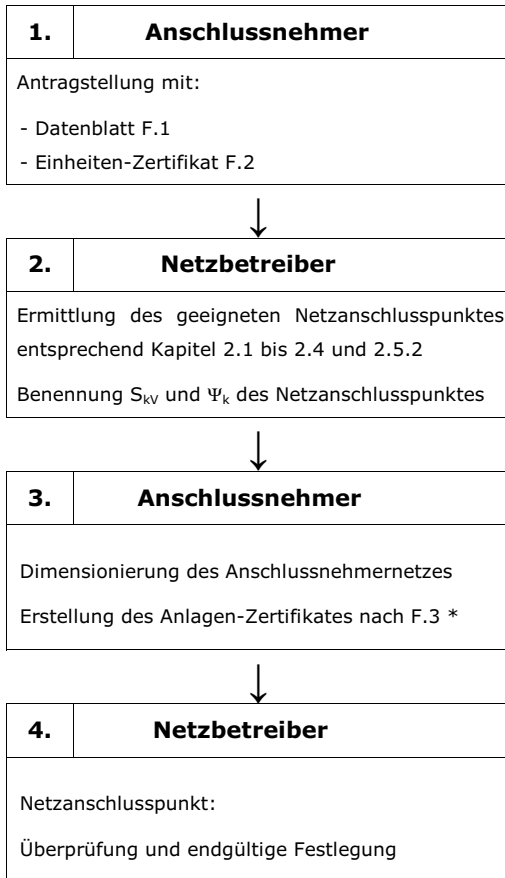 1. Anschlussnehmer
Antragstellung mit:
- Datenblatt F.1
- Einheiten-Zertifikat F.2
↓
2. Netzbetreiber
Ermittlung des geeigneten Netzanschlusspunktes
entsprechend Kapitel 2.1 bis 2.4 und 2.5.2
Benennung SkV und Ψk des Netzanschlusspunktes
↓
3. Anschlussnehmer
Dimensionierung des Anschlussnehmernetzes
Erstellung des Anlagen-Zertifikates nach F.3 *
↓
4. Netzbetreiber
Netzanschlusspunkt:
Überprüfung und endgültige Festlegung